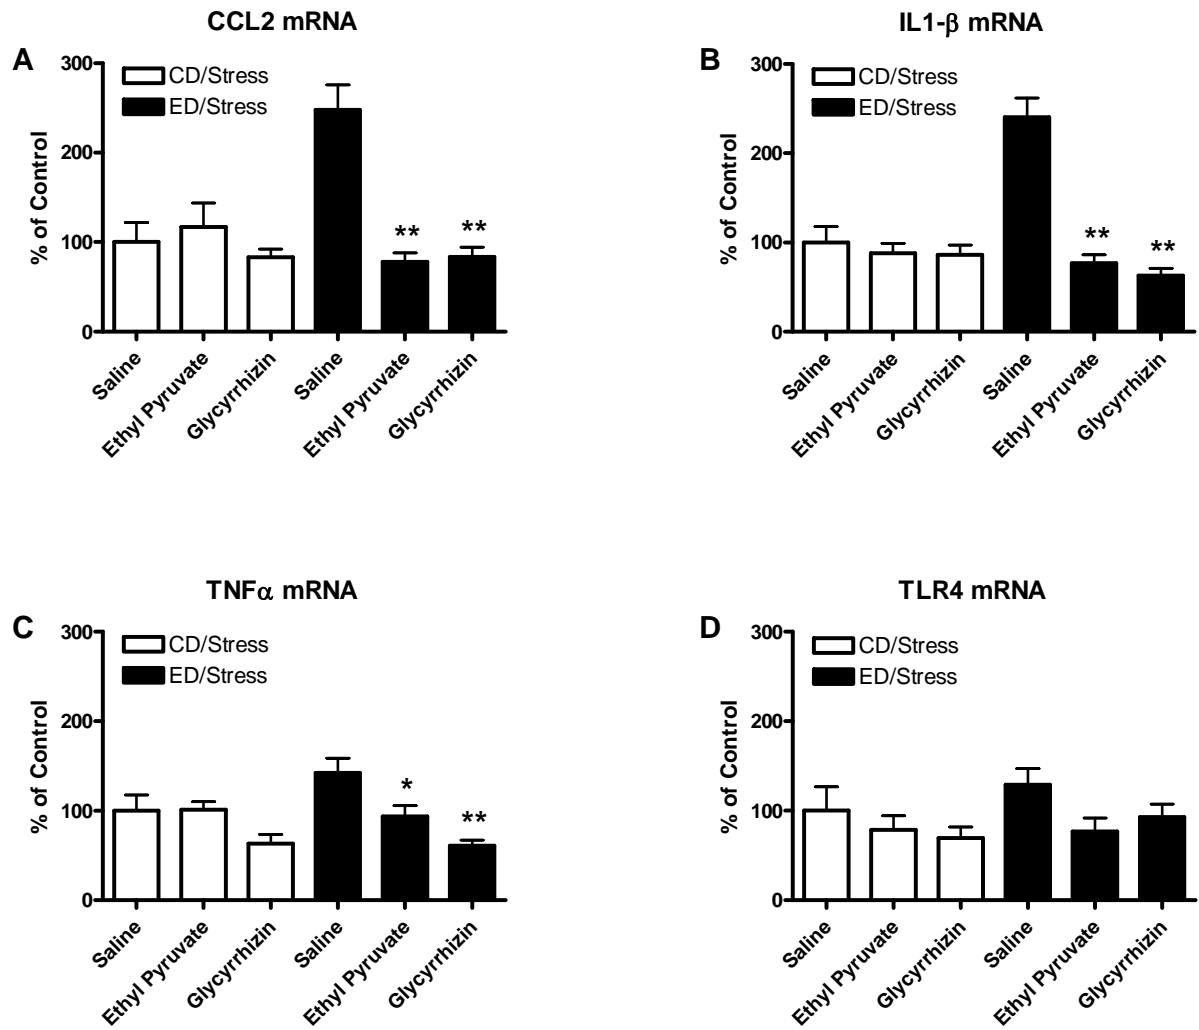 CCL2 mRNA
A
300
200
100
0
% of Control
CD/Stress
ED/Stress
**
**
Saline
Ethyl Pyruvate
Glycyrrhizin
Saline
Ethyl Pyruvate
Glycyrrhizin
IL1-β mRNA
B
300
200
100
0
% of Control
CD/Stress
ED/Stress
**
**
Saline
Ethyl Pyruvate
Glycyrrhizin
Saline
Ethyl Pyruvate
Glycyrrhizin
TNFα mRNA
C
300
200
100
0
% of Control
CD/Stress
ED/Stress
*
**
Saline
Ethyl Pyruvate
Glycyrrhizin
Saline
Ethyl Pyruvate
Glycyrrhizin
TLR4 mRNA
D
300
200
100
0
% of Control
CD/Stress
ED/Stress
Saline
Ethyl Pyruvate
Glycyrrhizin
Saline
Ethyl Pyruvate
Glycyrrhizin